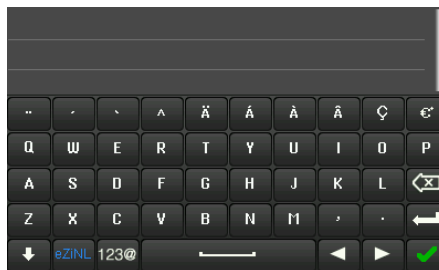 ¨ ´ ` ^ Ä Á À Â Ç €*
Q W E R T Y U I O P
A S D F G H J K L
Z X C V B N M , .
eZiNL 123@